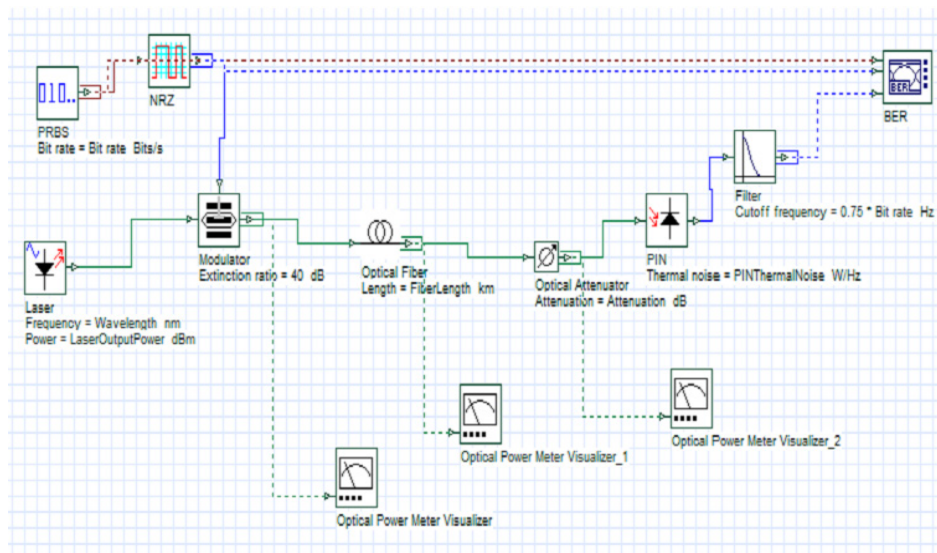 010..
NRZ
PRBS
Bit rate = Bit rate Bits/s
BER
BER
Filter
Cutoff frequency = 0.75 * Bit rate Hz
Modulator
Extinction ratio = 40 dB
Optical Fiber
Length = FiberLength km
Optical Attenuator
Attenuation = Attenuation dB
PIN
Thermal noise = PINThermalNoise W/Hz
Laser
Frequency = Wavelength nm
Power = LaserOutputPower dBm
Optical Power Meter Visualizer_1
Optical Power Meter Visualizer_2
Optical Power Meter Visualizer